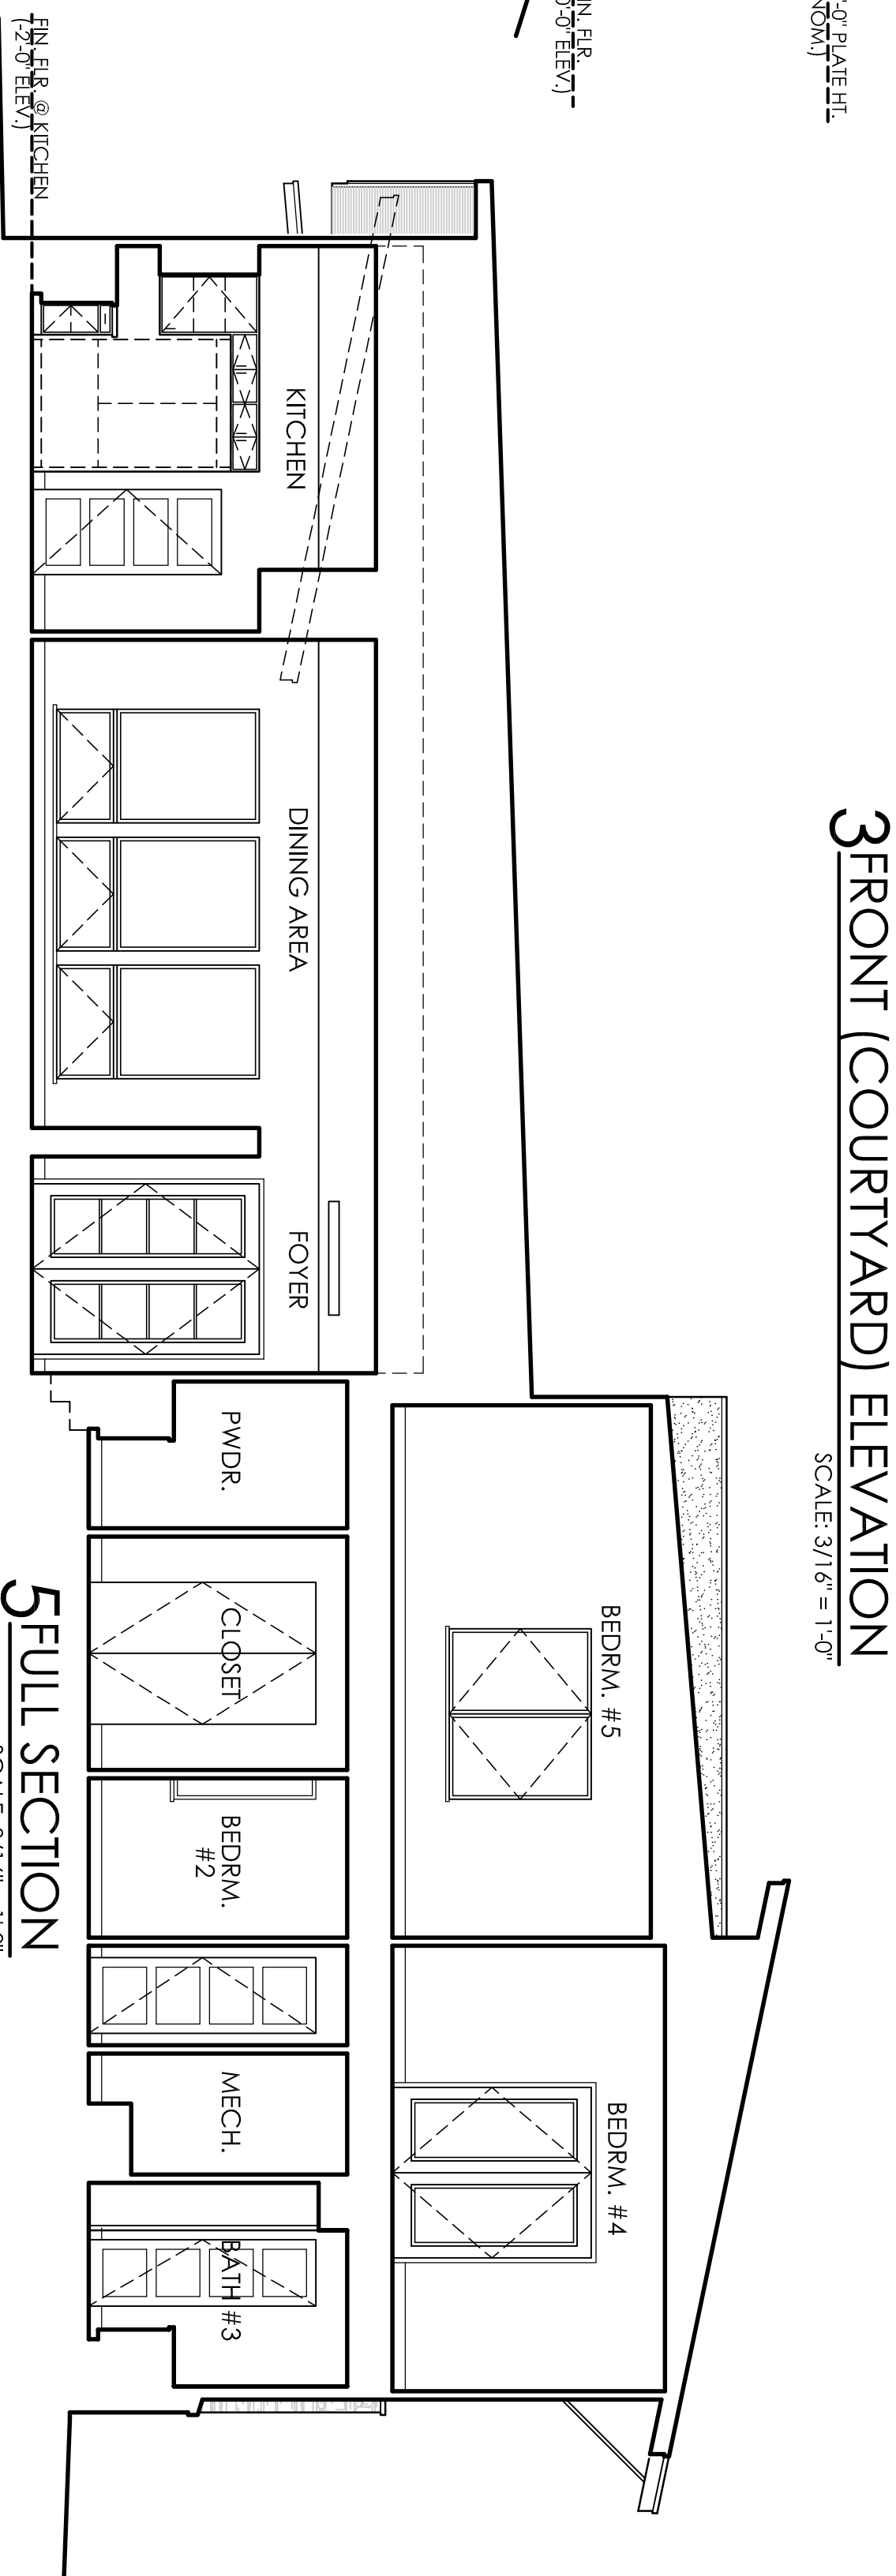 '-0" PLATE HT.
NOM.)
IN. FLR.
0'-0" ELEV.)
3 FRONT (COURTYARD) ELEVATION
SCALE: 3/16" = 1'-0"
BEDRM. #5
BEDRM. #4
KITCHEN
DINING AREA
FOYER
PWDR.
CLOSET
BEDRM.
#2
MECH.
BATH #3
FIN. FLR. @ KITCHEN
(-2'-0" ELEV.)
5 FULL SECTION